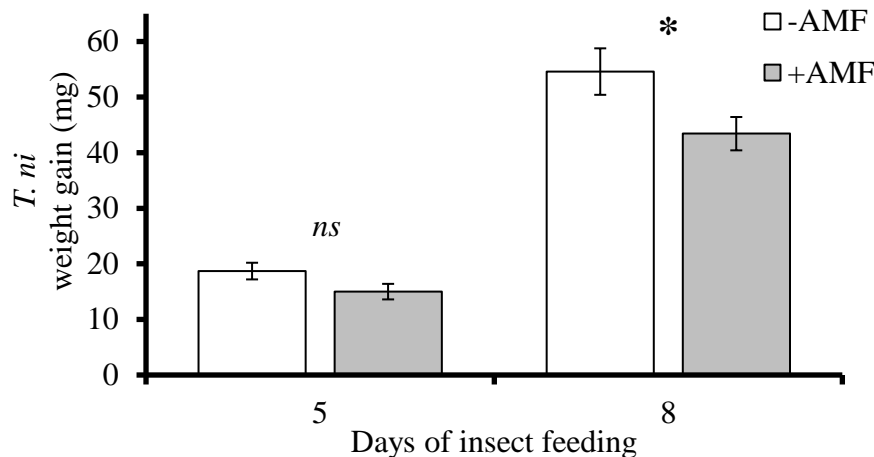 T. ni
weight gain (mg)
60
50
40
30
20
10
0
ns
*
-AMF
+AMF
5
8
Days of insect feeding